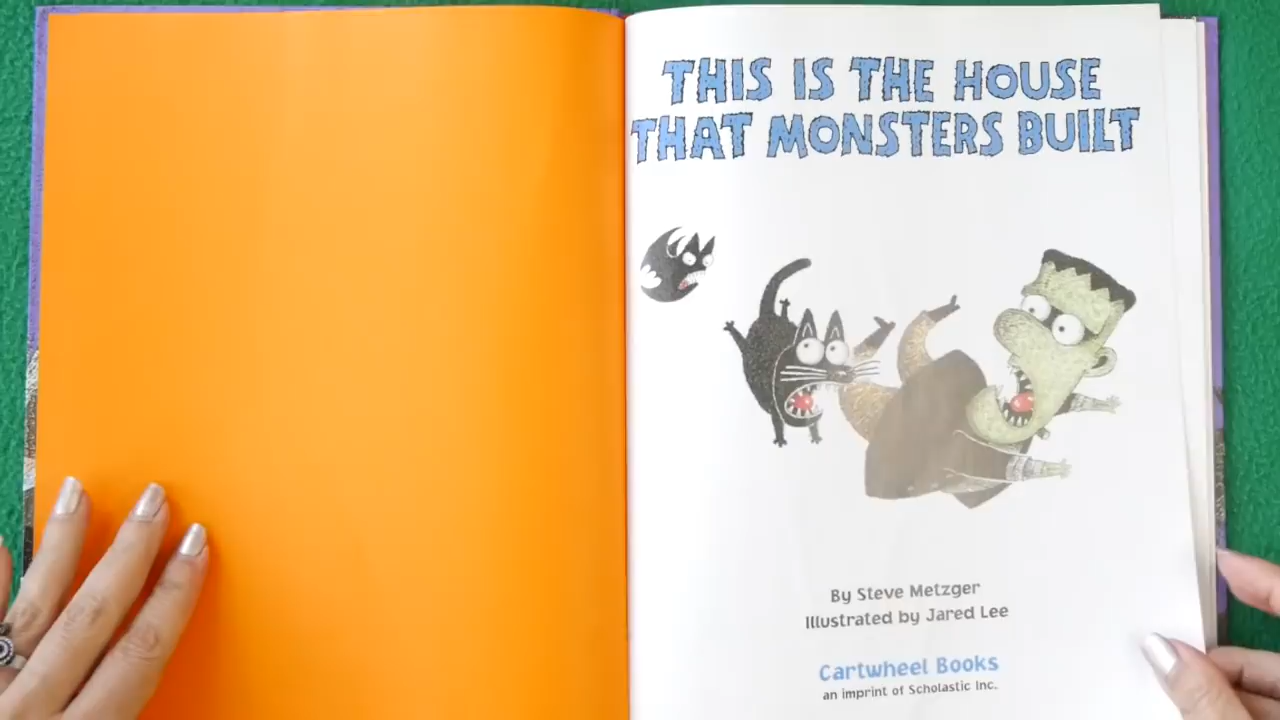 THIS IS THE HOUSE
THAT MONSTERS BUILT
By Steve Metzger
Illustrated by Jared Lee
Cartwheel Books
an imprint of Scholastic Inc.